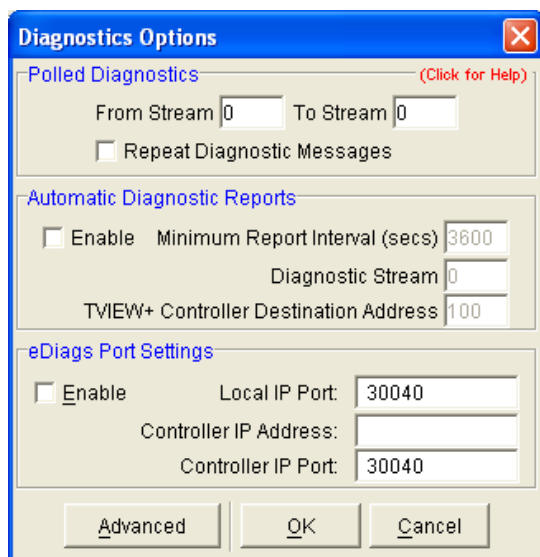 Diagnostics Options
Polled Diagnostics (Click for Help)
From Stream 0 To Stream 0
Repeat Diagnostic Messages
Automatic Diagnostic Reports
Enable Minimum Report Interval (secs) 3600
Diagnostic Stream 0
TVIEW+ Controller Destination Address 100
eDiags Port Settings
Enable Local IP Port: 30040
Controller IP Address:
Controller IP Port: 30040
Advanced OK Cancel